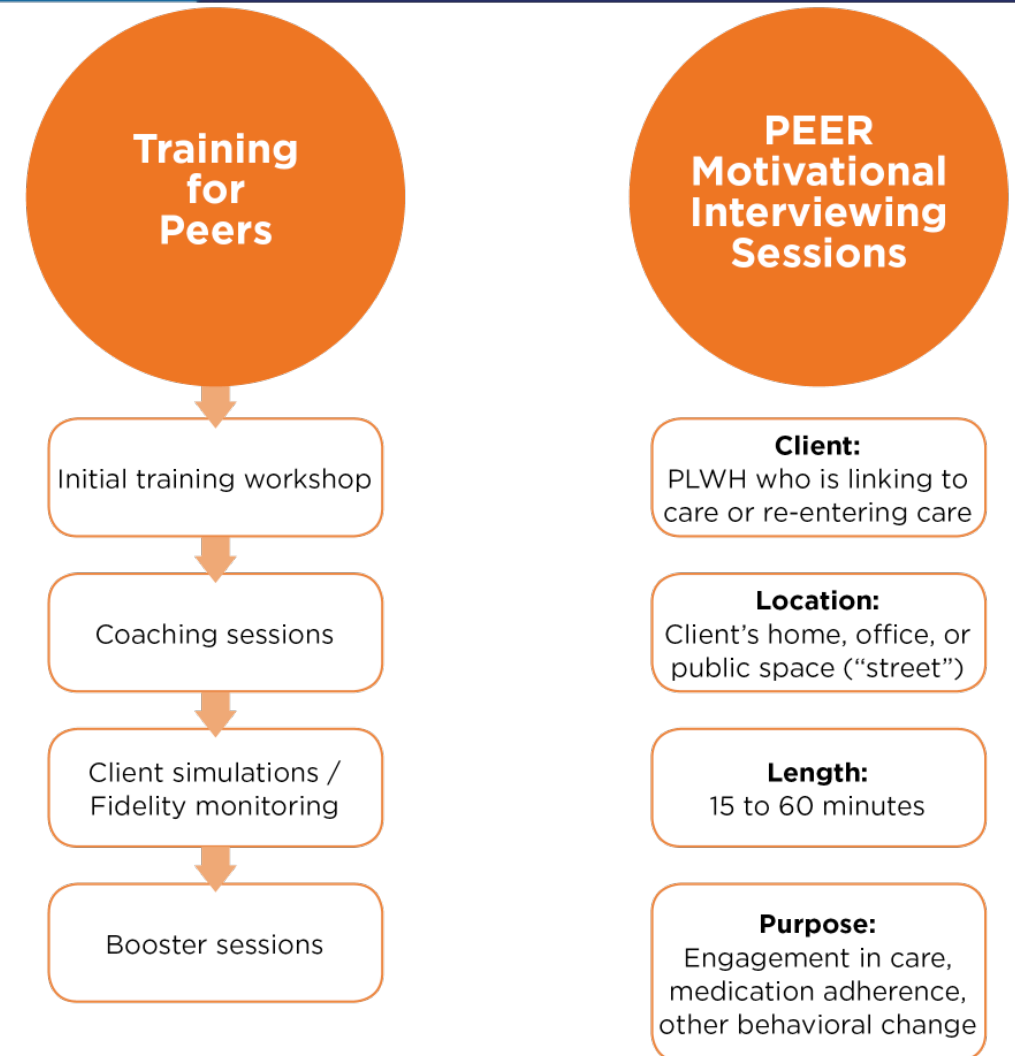 Training
for
Peers
Initial training workshop
Coaching sessions
Client simulations /
Fidelity monitoring
Booster sessions
PEER
Motivational
Interviewing
Sessions
Client:
PLWH who is linking to
care or re-entering care
Location:
Client’s home, office, or
public space (“street”)
Length:
15 to 60 minutes
Purpose:
Engagement in care,
medication adherence,
other behavioral change